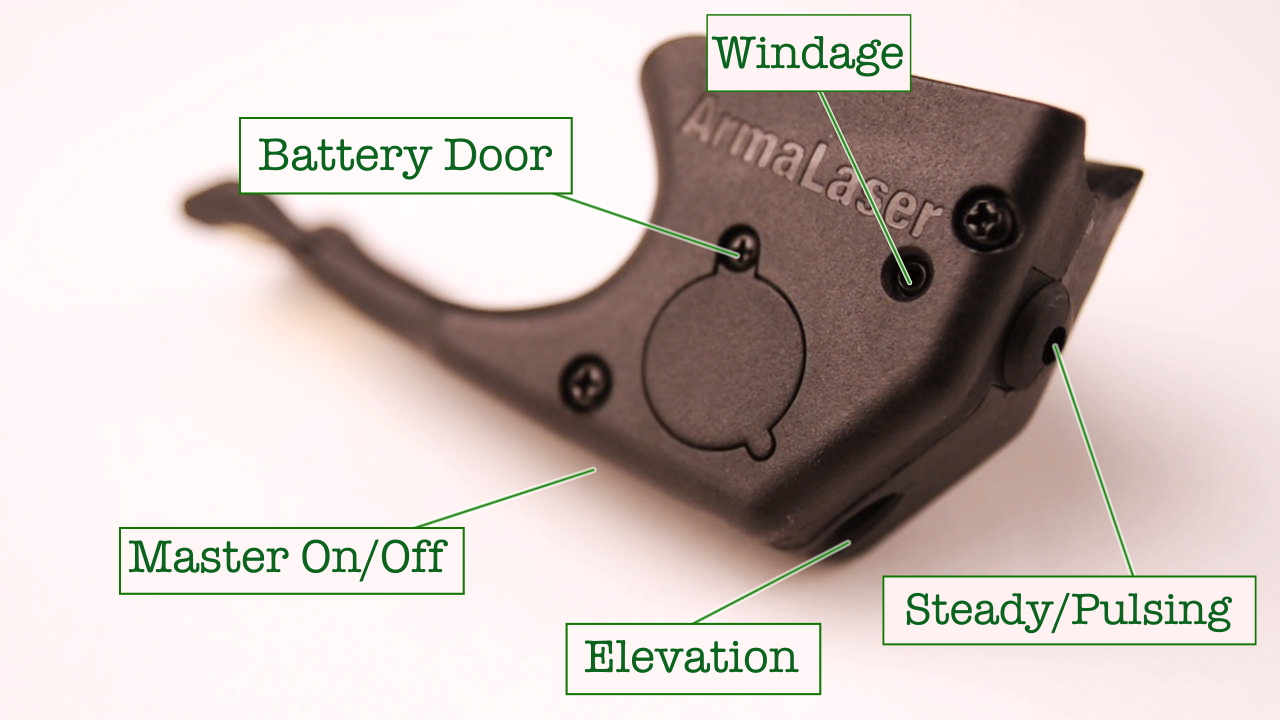 Windage
Battery Door
ArmaLaser
Master On/Off
Steady/Pulsing
Elevation